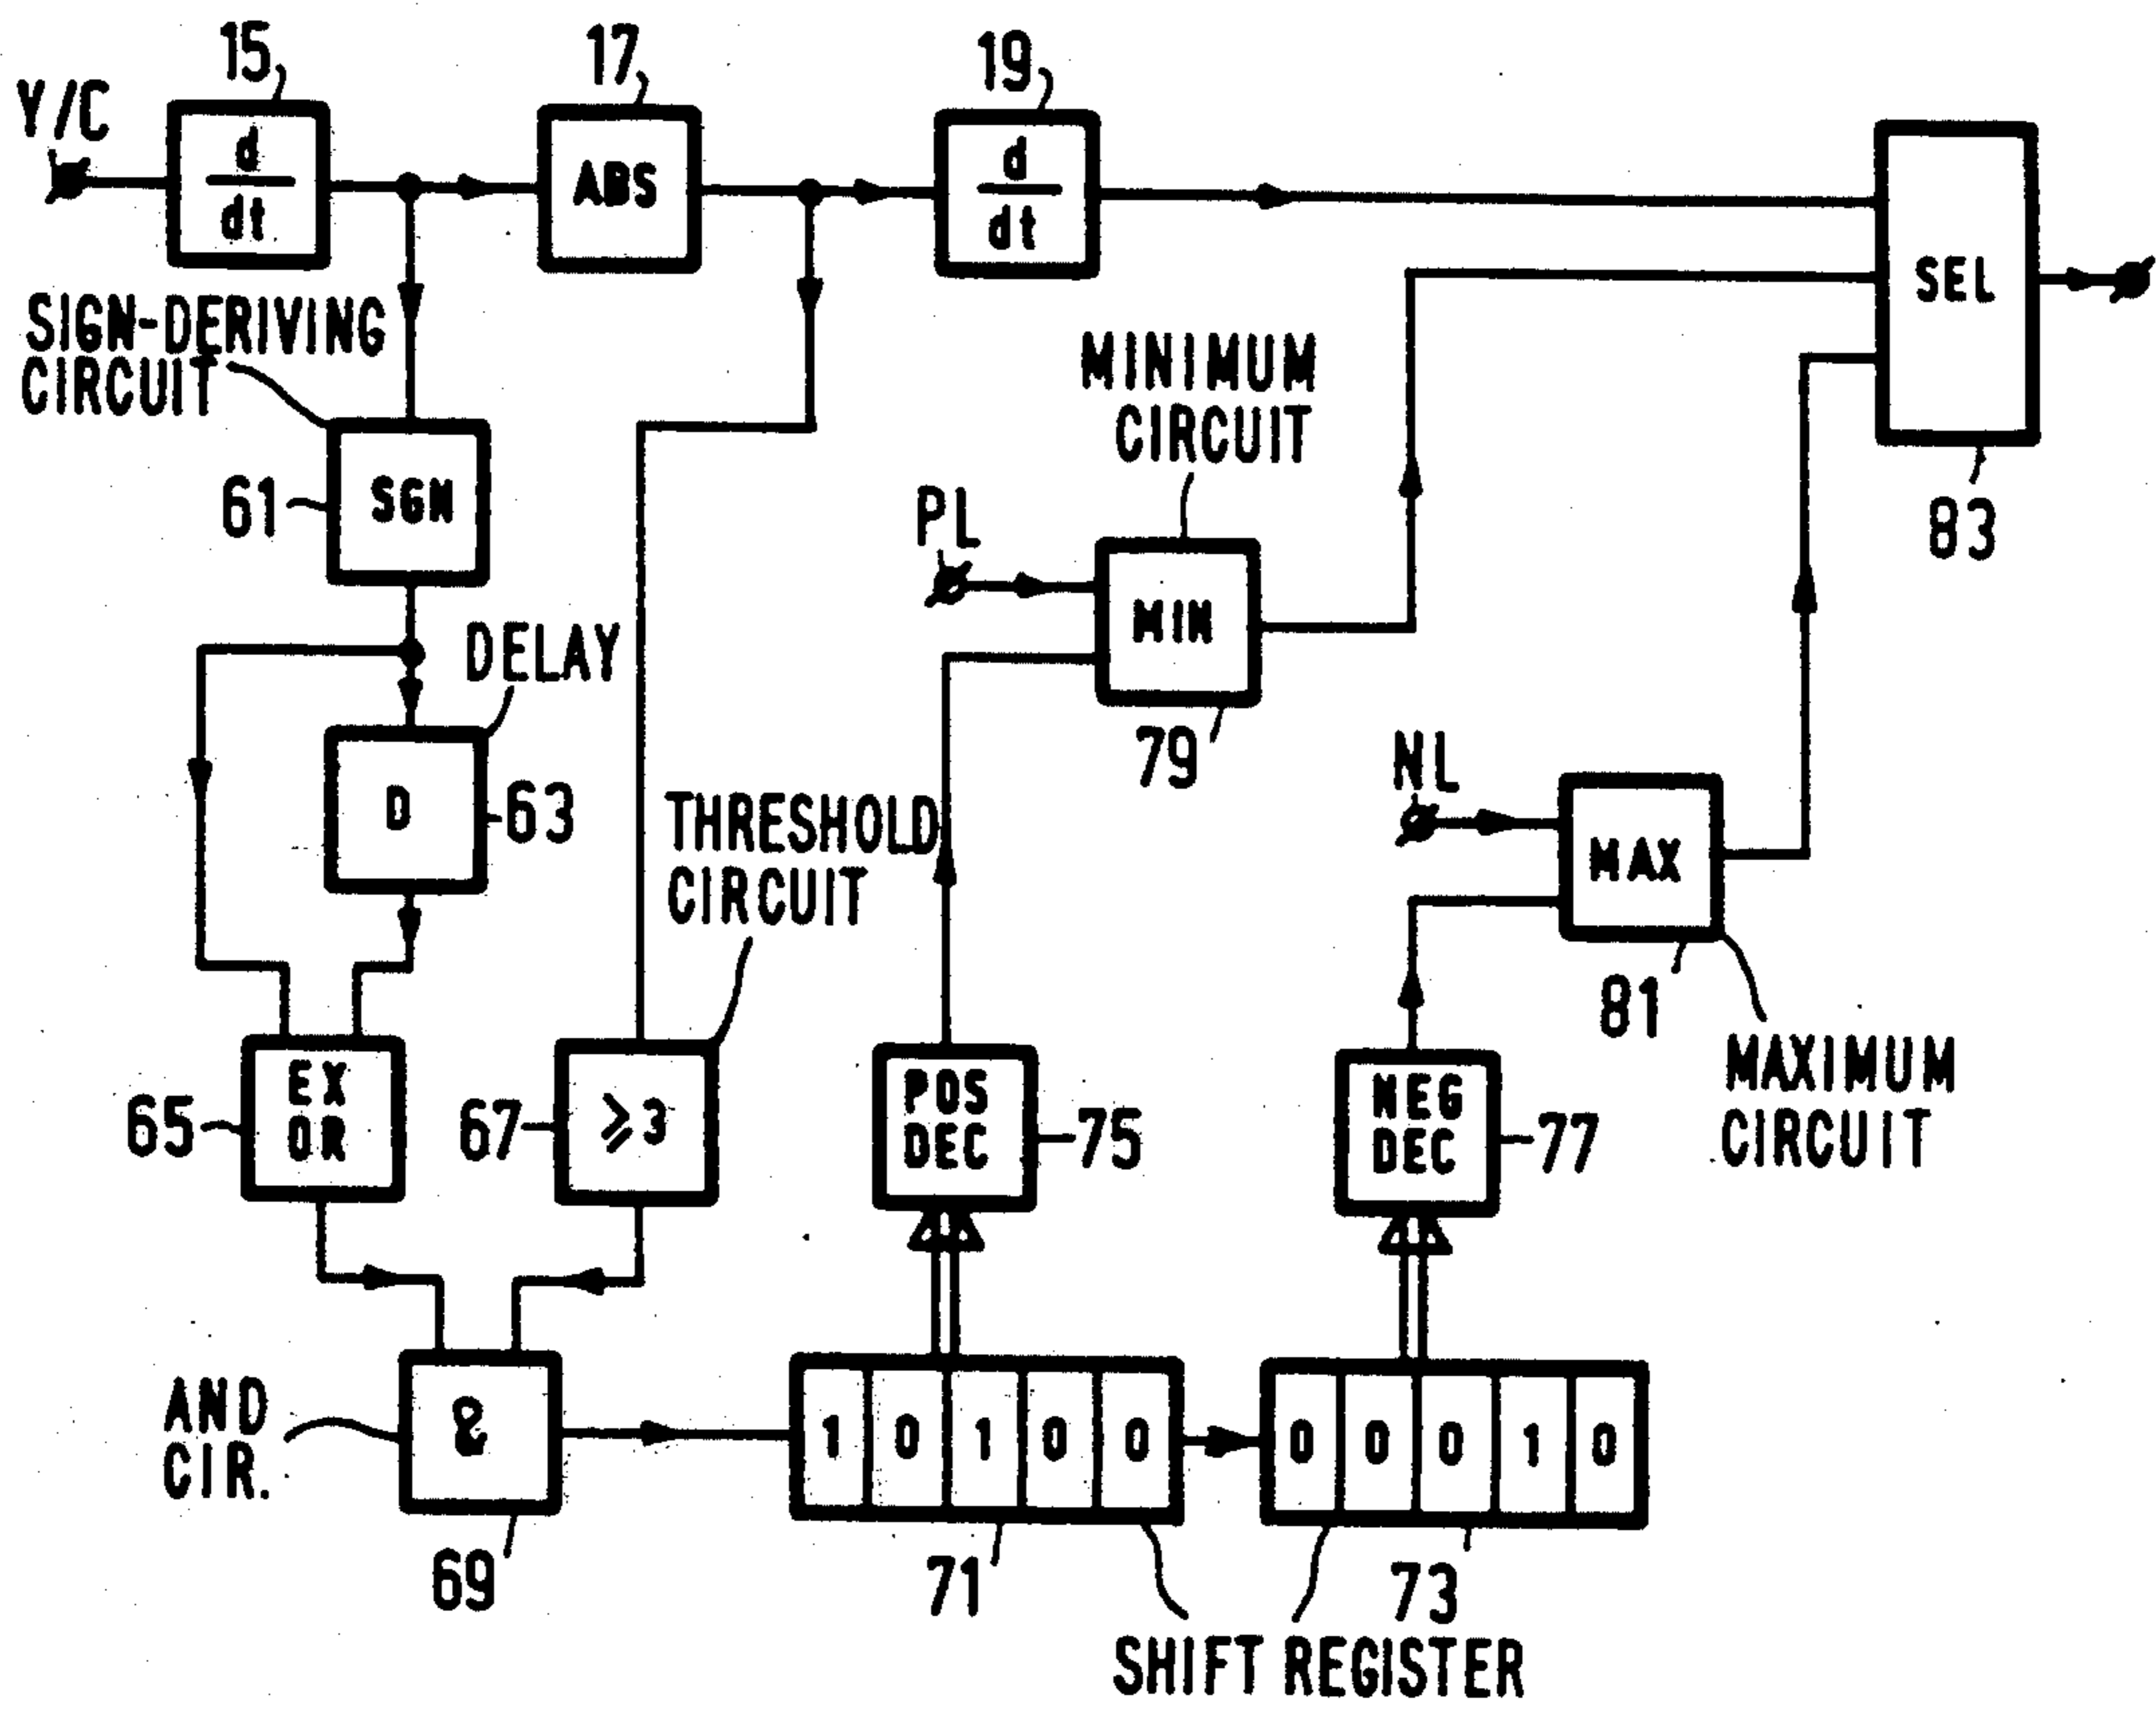 15
17
19
Y/C
d
dt
ABS
d
dt
SEL
SIGN-DERIVING
CIRCUIT
MINIMUM
CIRCUIT
61
SGN
PL
83
MIN
DELAY
79
NL
D
63
THRESHOLD
CIRCUIT
MAX
81
EX
OR
65
67
≥3
POS
DEC
75
NEG
DEC
77
MAXIMUM
CIRCUIT
AND
CIR.
&
1 0 1 0 0
0 0 0 1 0
69
71
73
SHIFT REGISTER